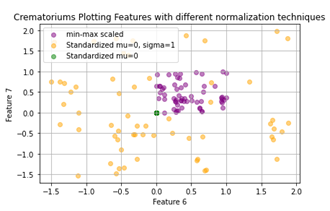 Crematoriums Plotting Features with different normalization techniques
min-max scaled
Standardized mu=0, sigma=1
Standardized mu=0
2.0
1.5
1.0
0.5
0.0
−0.5
−1.0
−1.5
Feature 7
−1.5
−1.0
−0.5
0.0
0.5
1.0
1.5
2.0
Feature 6